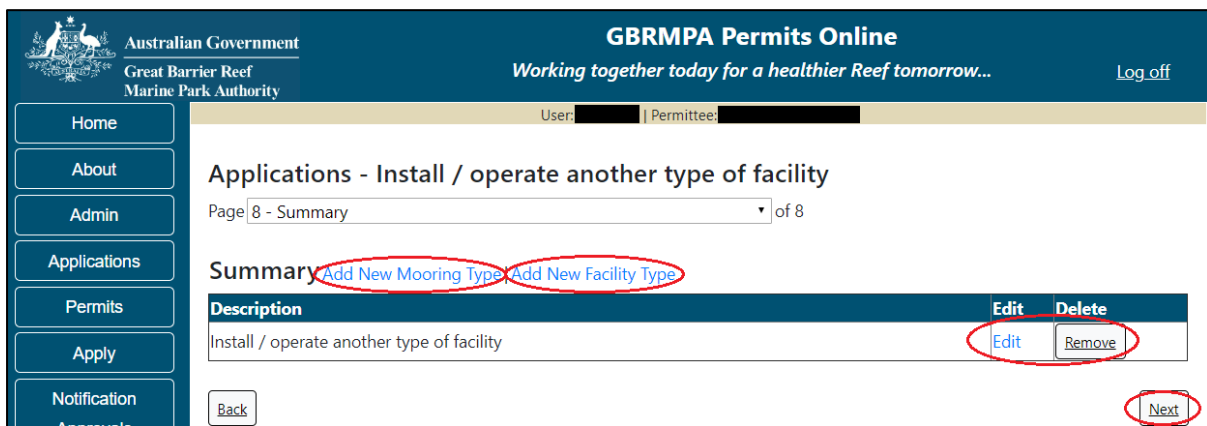 Australian Government
Great Barrier Reef
Marine Park Authority
GBRMPA Permits Online
Working together today for a healthier Reef tomorrow...
Log off
User: | Permittee:
Home
About
Admin
Applications
Permits
Apply
Notification
Applications - Install / operate another type of facility
Page 8 - Summary of 8
Summary Add New Mooring Type | Add New Facility Type
Description Edit Delete
Install / operate another type of facility Edit Remove
Back
Next